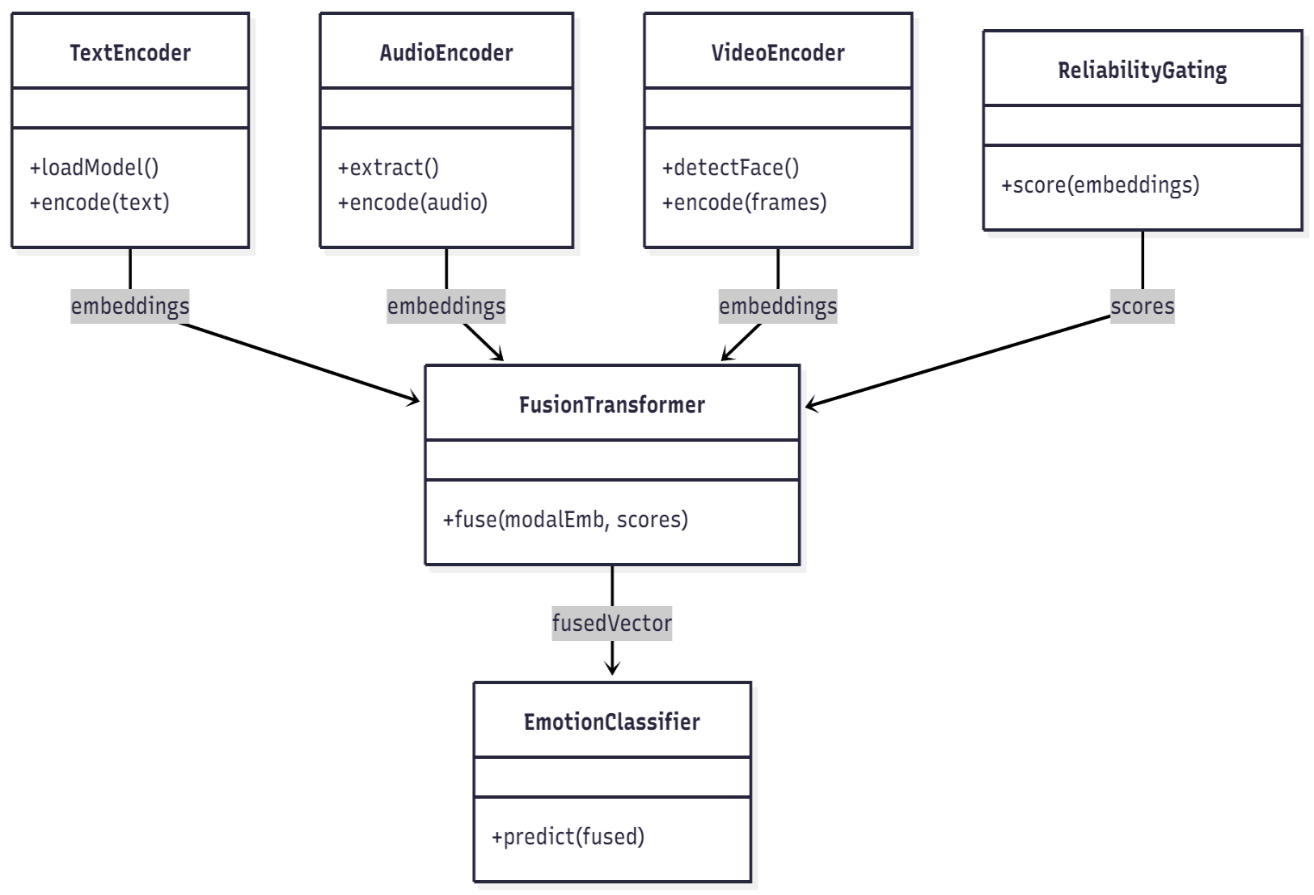 TextEncoder
+loadModel()
+encode(text)
AudioEncoder
+extract()
+encode(audio)
VideoEncoder
+detectFace()
+encode(frames)
ReliabilityGating
+score(embeddings)
embeddings
embeddings
embeddings
scores
FusionTransformer
+fuse(modalEmb, scores)
fusedVector
EmotionClassifier
+predict(fused)